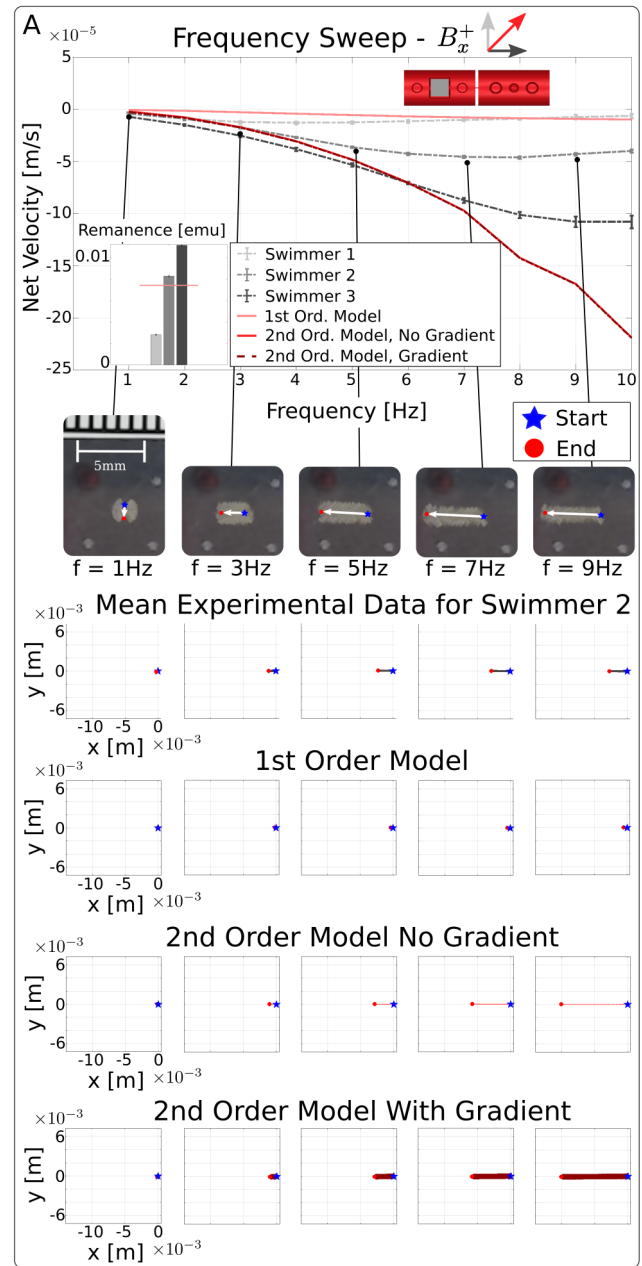 A
×10⁻⁵
Frequency Sweep - B_x^+
Net Velocity [m/s]
5
0
-5
-10
-15
-20
-25
Remanence [emu]
0.01
0
Swimmer 1
Swimmer 2
Swimmer 3
1st Ord. Model
2nd Ord. Model, No Gradient
2nd Ord. Model, Gradient
1 2 3 4 5 6 7 8 9 10
Frequency [Hz]
Start
End
5mm
f = 1Hz f = 3Hz f = 5Hz f = 7Hz f = 9Hz
Mean Experimental Data for Swimmer 2
×10⁻³
y [m]
6
0
-6
-10 -5 0
x [m] ×10⁻³
1st Order Model
×10⁻³
y [m]
6
0
-6
-10 -5 0
x [m] ×10⁻³
2nd Order Model No Gradient
×10⁻³
y [m]
6
0
-6
-10 -5 0
x [m] ×10⁻³
2nd Order Model With Gradient
×10⁻³
y [m]
6
0
-6
-10 -5 0
x [m] ×10⁻³